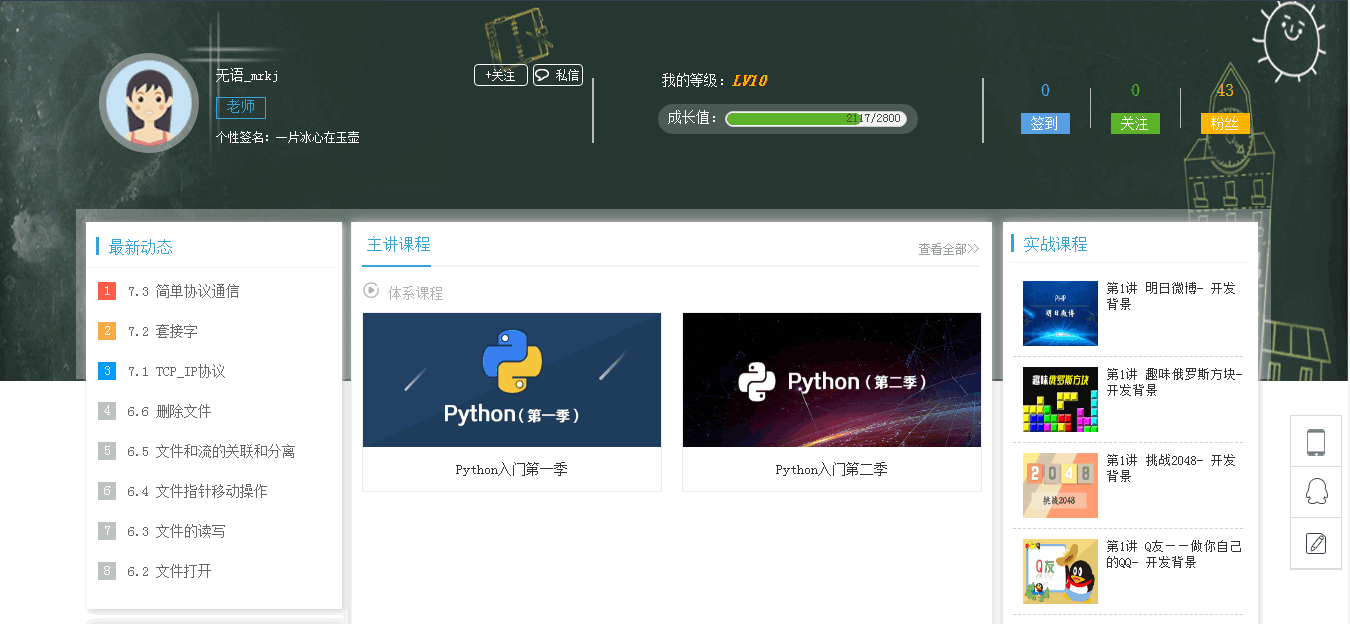 无语_mrkj
老师
个性签名：一片冰心在玉壶
+关注
私信
我的等级：LV10
成长值：
2117/2800
0
签到
0
关注
43
粉丝
最新动态
1 7.3 简单协议通信
2 7.2 套接字
3 7.1 TCP_IP协议
4 6.6 删除文件
5 6.5 文件和流的关联和分离
6 6.4 文件指针移动操作
7 6.3 文件的读写
8 6.2 文件打开
主讲课程
查看全部>>
体系课程
Python（第一季）
Python入门第一季
Python（第二季）
Python入门第二季
实战课程
PHP
明日微博
第1讲 明日微博- 开发
背景
趣味俄罗斯方块
第1讲 趣味俄罗斯方块-
开发背景
2048
挑战2048
第1讲 挑战2048- 开发
背景
Q友
第1讲 Q友——做你自己
的QQ- 开发背景